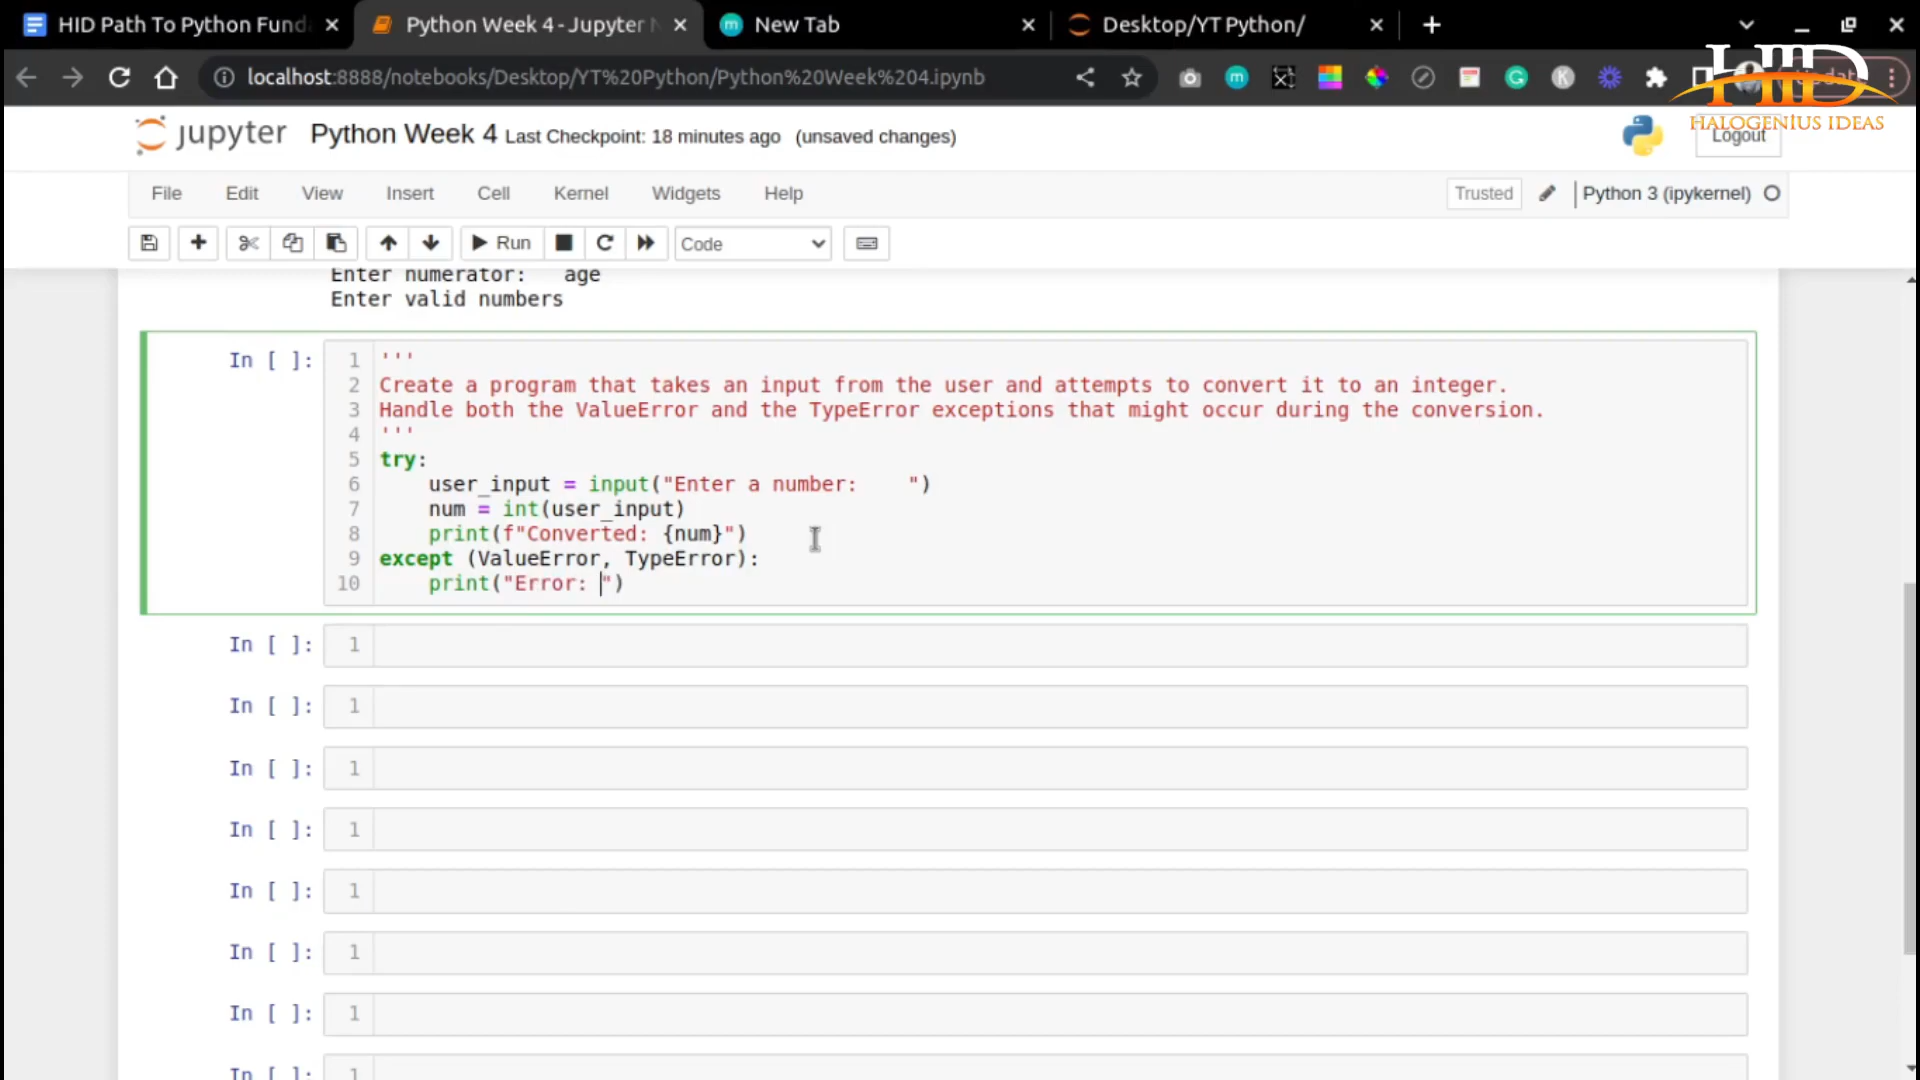 HID Path To Python Fund
Python Week 4 - Jupyter N
New Tab
Desktop/YT Python/
localhost:8888/notebooks/Desktop/YT%20Python/Python%20Week%204.ipynb
HID
HALOGENIUS IDEAS
jupyter Python Week 4 Last Checkpoint: 18 minutes ago (unsaved changes)
Logout
File Edit View Insert Cell Kernel Widgets Help
Trusted
Python 3 (ipykernel)
Run
Code
Enter numerator:   age
Enter valid numbers
In [ ]:
1 '''
2 Create a program that takes an input from the user and attempts to convert it to an integer.
3 Handle both the ValueError and the TypeError exceptions that might occur during the conversion.
4 '''
5 try:
6     user_input = input("Enter a number:    ")
7     num = int(user_input)
8     print(f"Converted: {num}")
9 except (ValueError, TypeError):
10     print("Error: ")
In [ ]: 1
In [ ]: 1
In [ ]: 1
In [ ]: 1
In [ ]: 1
In [ ]: 1
In [ ]: 1
In [ ]: 1